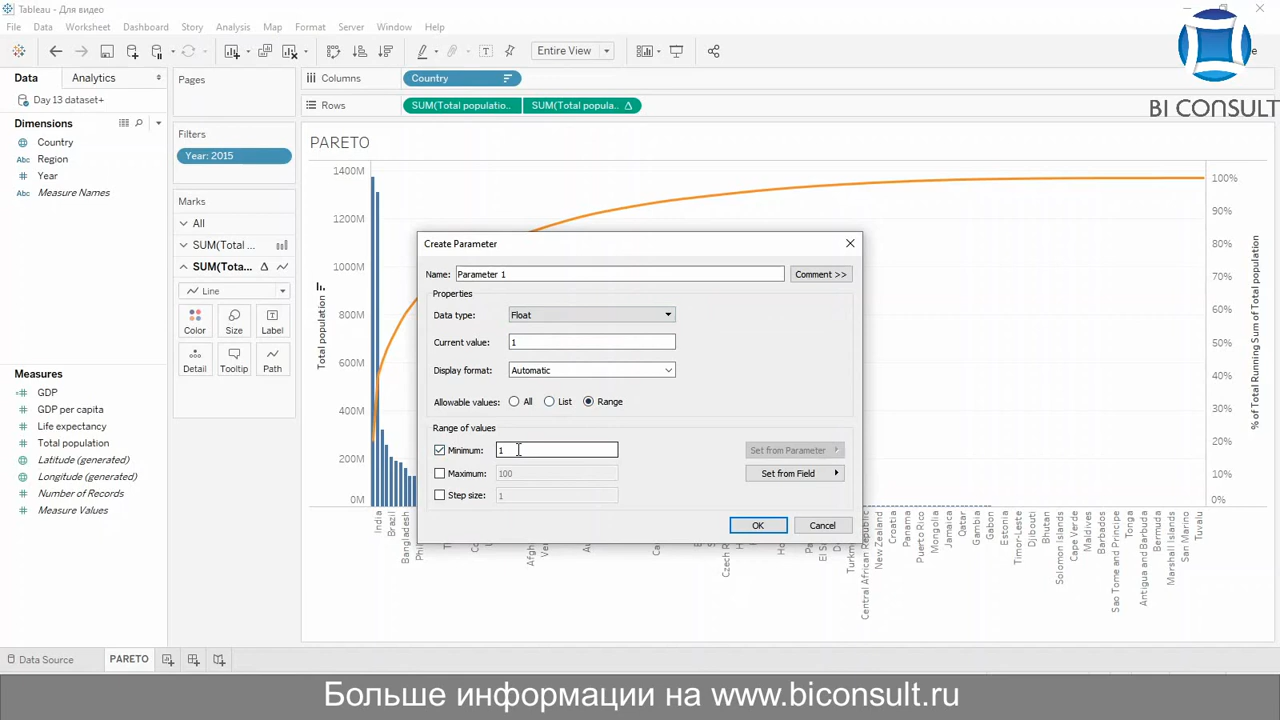 Tableau - Для видео
File Data Worksheet Dashboard Story Analysis Map Format Server Window Help
Entire View
BI CONSULT
Data Analytics
Day 13 dataset+
Dimensions
Country
Region
Year
Measure Names
Measures
GDP
GDP per capita
Life expectancy
Total population
Latitude (generated)
Longitude (generated)
Number of Records
Measure Values
Pages
Filters
Year: 2015
Marks
All
SUM(Total ...
SUM(Tota...
Line
Color Size Label
Detail Tooltip Path
Columns Country
Rows SUM(Total populatio.. SUM(Total popula..
PARETO
Total population
1400M
1200M
1000M
800M
600M
400M
200M
0M
100%
90%
80%
70%
60%
50%
40%
30%
20%
10%
0%
% of Total Running Sum of Total population
Create Parameter
Name: Parameter 1 Comment >>
Properties
Data type: Float
Current value: 1
Display format: Automatic
Allowable values: All List Range
Range of values
Minimum: 1 Set from Parameter
Maximum: 100 Set from Field
Step size: 1
OK Cancel
India
Brazil
Bangladesh
Central African Republic
New Zealand
Croatia
Panama
Puerto Rico
Mongolia
Jamaica
Qatar
Gambia
Gabon
Estonia
Timor-Leste
Djibouti
Bhutan
Solomon Islands
Cape Verde
Maldives
Barbados
Sao Tome and Principe
Tonga
Antigua and Barbuda
Bermuda
Marshall Islands
San Marino
Tuvalu
Data Source PARETO
Больше информации на www.biconsult.ru